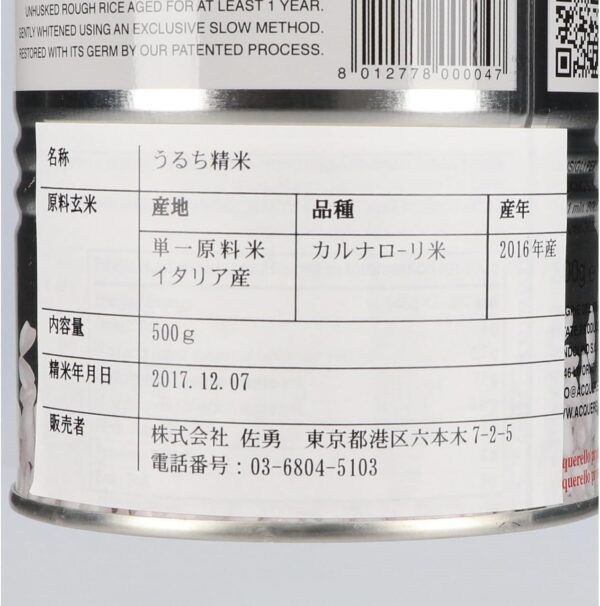 UNHUSKED ROUGH RICE AGED FOR AT LEAST 1 YEAR.
GENTLY WHITENED USING AN EXCLUSIVE SLOW METHOD.
RESTORED WITH ITS GERM BY OUR PATENTED PROCESS.
8 012778 000047
名称 うるち精米
原料玄米 産地 品種 産年
単一原料米 カルナロ-リ米 2016年産
イタリア産
内容量 500g
精米年月日 2017.12.07
販売者 株式会社 佐勇 東京都港区六本木7-2-5
電話番号：03-6804-5103